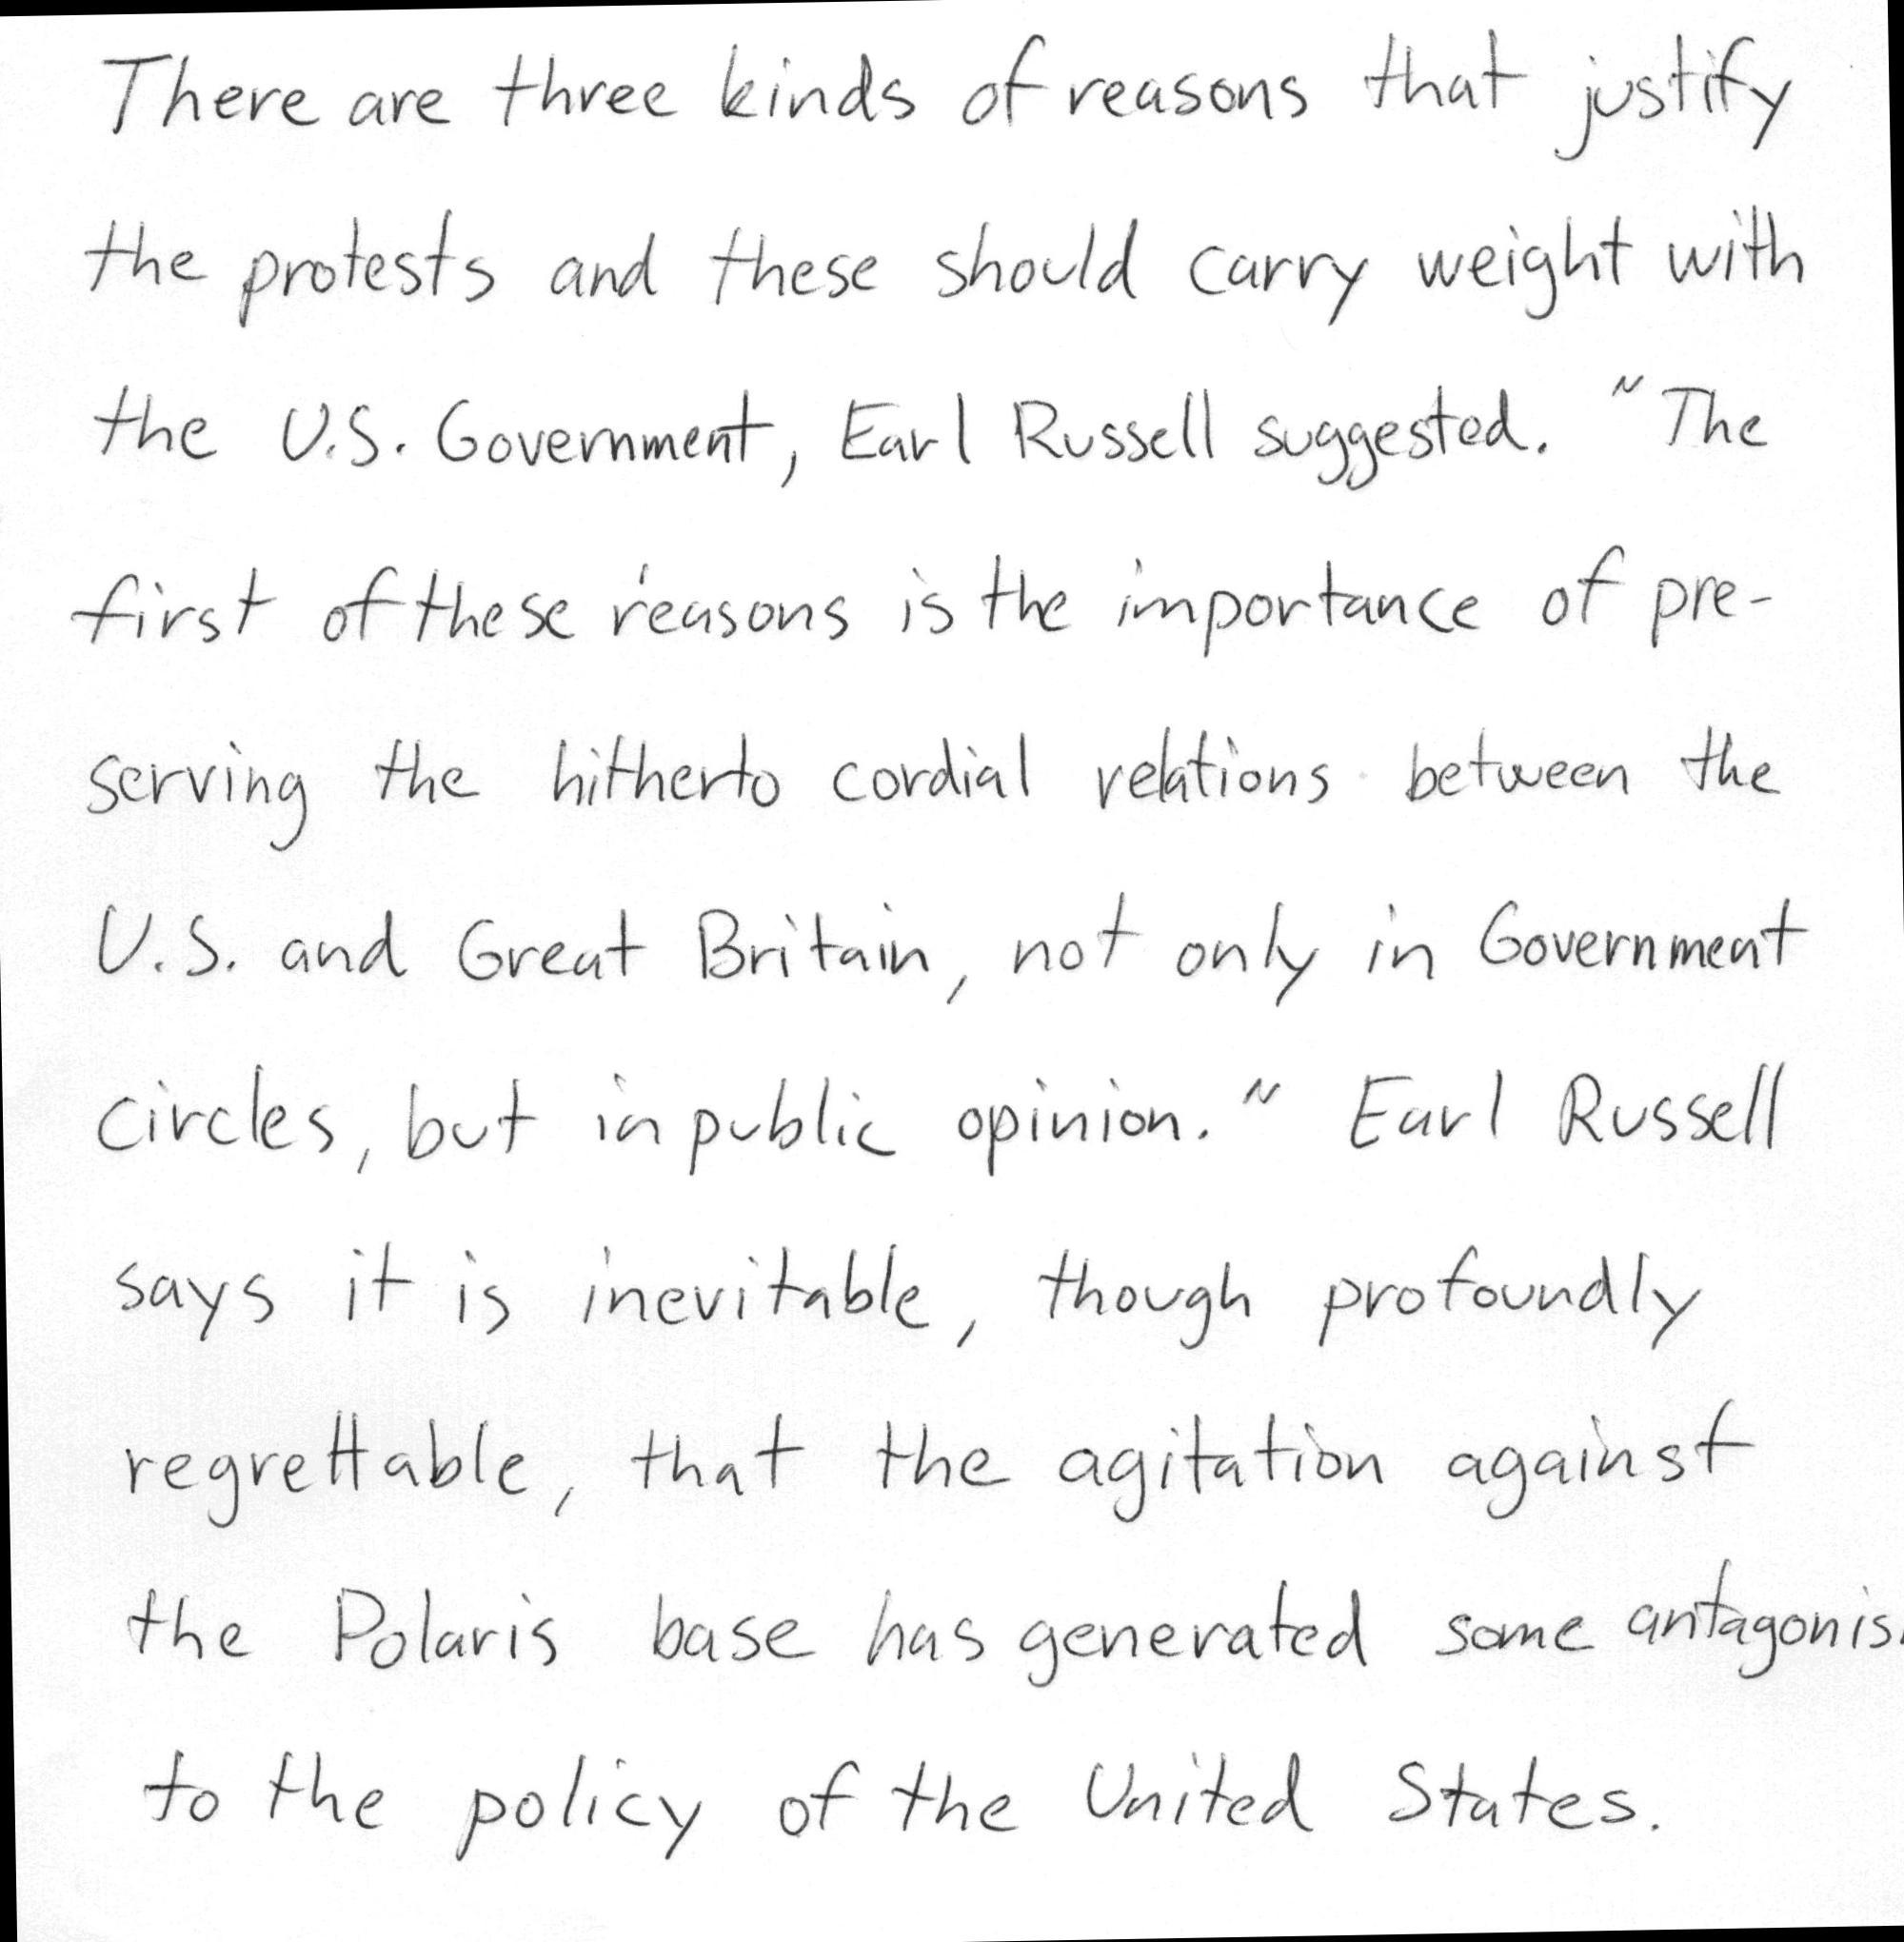 There are three kinds of reasons that justify
the protests and these should carry weight with
the U.S. Government, Earl Russell suggested. "The
first of these reasons is the importance of pre-
serving the hitherto cordial relations between the
U.S. and Great Britain, not only in Government
circles, but in public opinion." Earl Russell
says it is inevitable, though profoundly
regrettable, that the agitation against
the Polaris base has generated some antagonis
to the policy of the United States.